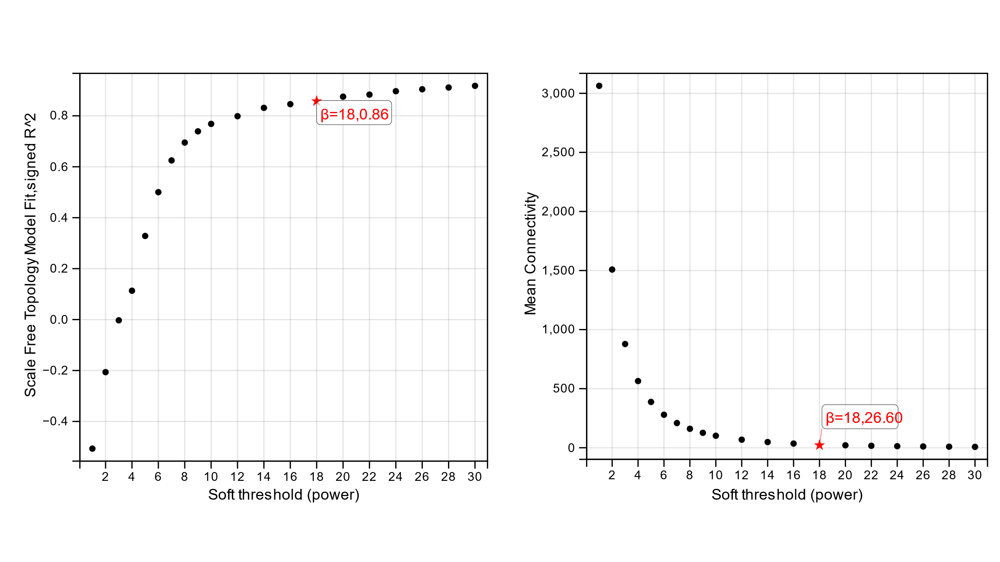 Scale Free Topology Model Fit,signed R^2
0.8
0.6
0.4
0.2
0.0
−0.2
−0.4
β=18,0.86
2 4 6 8 10 12 14 16 18 20 22 24 26 28 30
Soft threshold (power)
Mean Connectivity
3,000
2,500
2,000
1,500
1,000
500
0
β=18,26.60
2 4 6 8 10 12 14 16 18 20 22 24 26 28 30
Soft threshold (power)